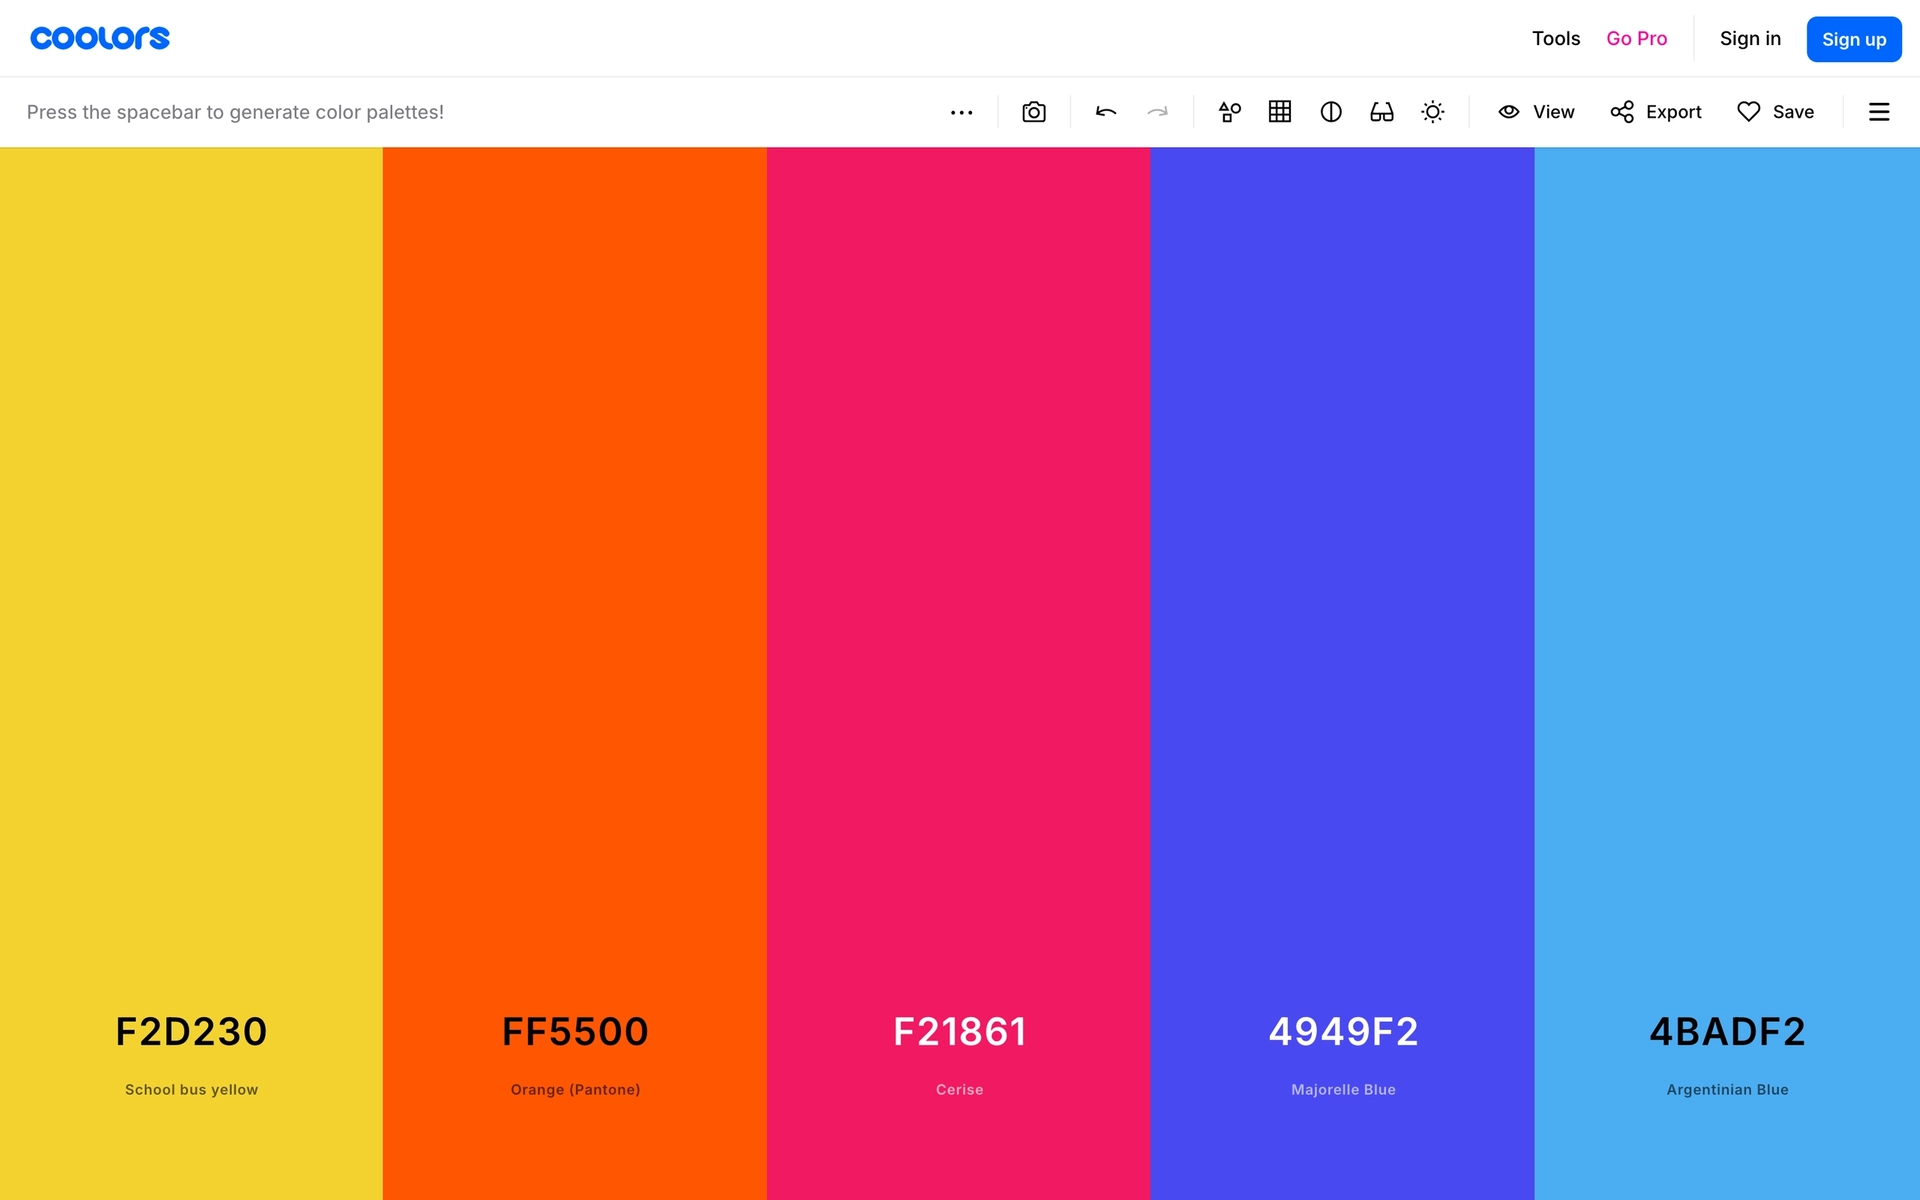 coolors
Tools Go Pro Sign in Sign up
Press the spacebar to generate color palettes! View Export Save
F2D230 FF5500 F21861 4949F2 4BADF2
School bus yellow Orange (Pantone) Cerise Majorelle Blue Argentinian Blue